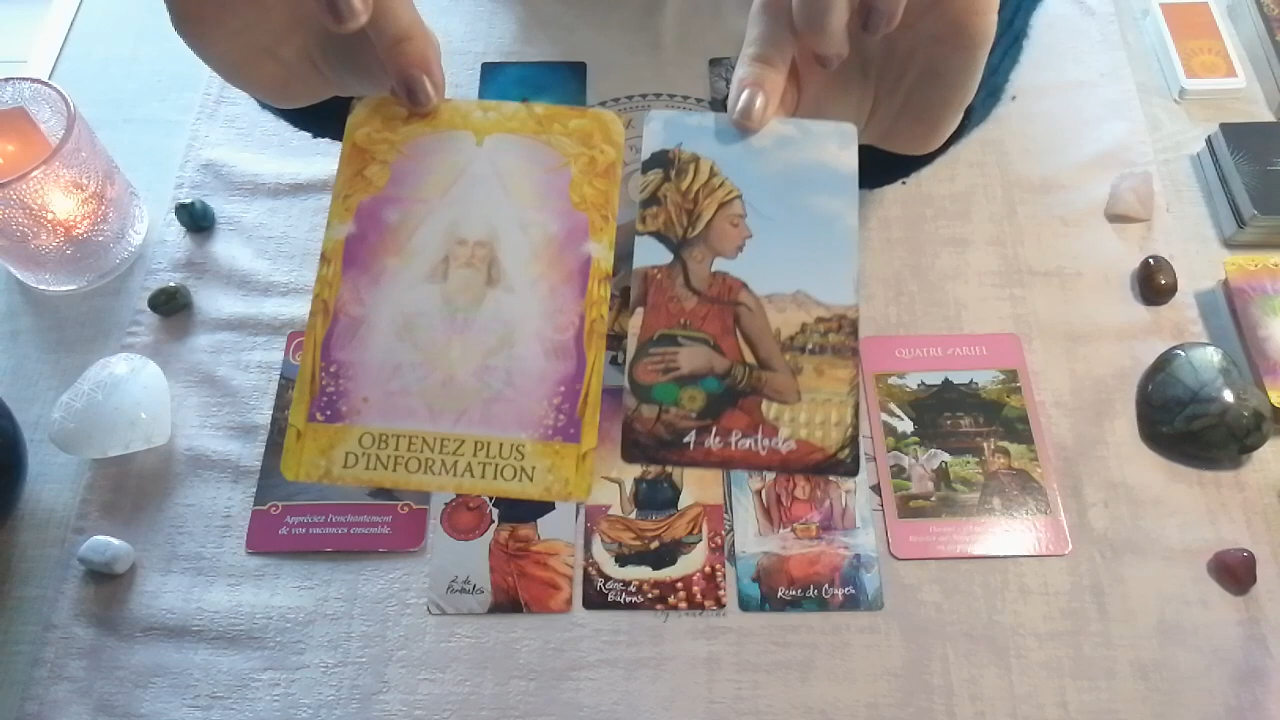 OBTENEZ PLUS
D'INFORMATION
4 de Pentacles
QUATRE d'ARIEL
Appréciez l'enchantement
de vos vacances ensemble.
2 de
Pentacles
Reine de
Bâtons
Reine de Coupes